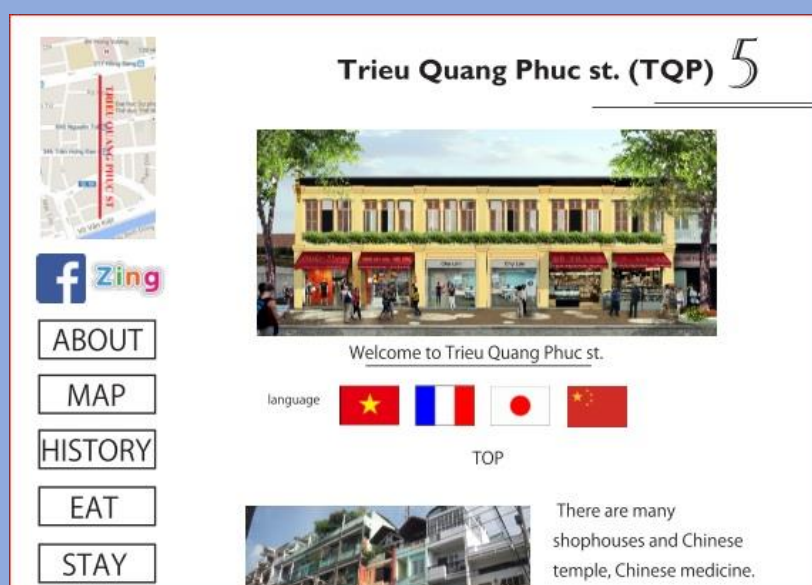 Trieu Quang Phuc st. (TQP) 5
TRIEU QUANG PHUC ST
f Zing
ABOUT
MAP
HISTORY
EAT
STAY
Welcome to Trieu Quang Phuc st.
language
TOP
There are many
shophouses and Chinese
temple, Chinese medicine.